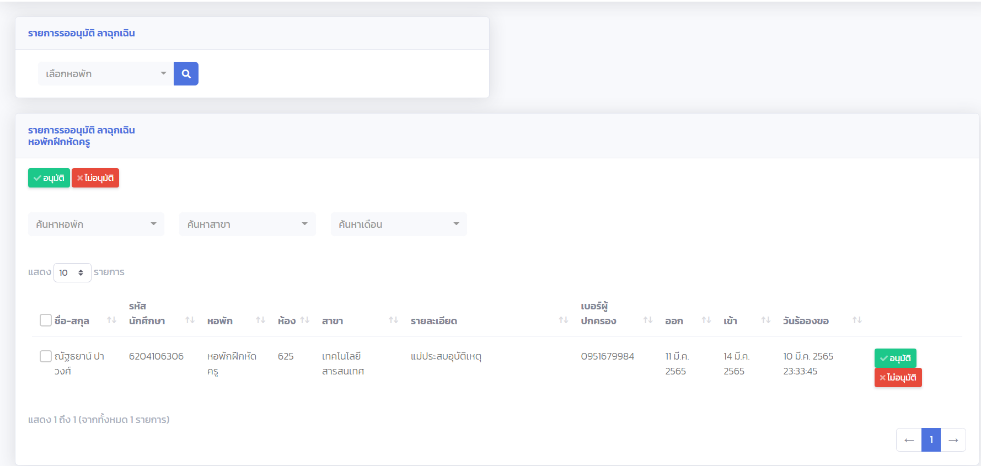 รายการรออนุมัติ ลาฉุกเฉิน
เลือกหอพัก
รายการรออนุมัติ ลาฉุกเฉิน
หอพักฝึกหัดครู
อนุมัติ ไม่อนุมัติ
ค้นหาหอพัก ค้นหาสาขา ค้นหาเดือน
แสดง 10 รายการ
ชื่อ-สกุล รหัสนักศึกษา หอพัก ห้อง สาขา รายละเอียด เบอร์ผู้ปกครอง ออก เข้า วันร้องขอ
ณัฐธยาน์ ปา 6204106306 หอพักฝึกหัด 625 เทคโนโลยี แม่ประสบอุบัติเหตุ 0951679984 11 มี.ค. 14 มี.ค. 10 มี.ค. 2565 อนุมัติ
วงศ์ ครู สารสนเทศ 2565 2565 23:33:45 ไม่อนุมัติ
แสดง 1 ถึง 1 (จากทั้งหมด 1 รายการ)
← 1 →